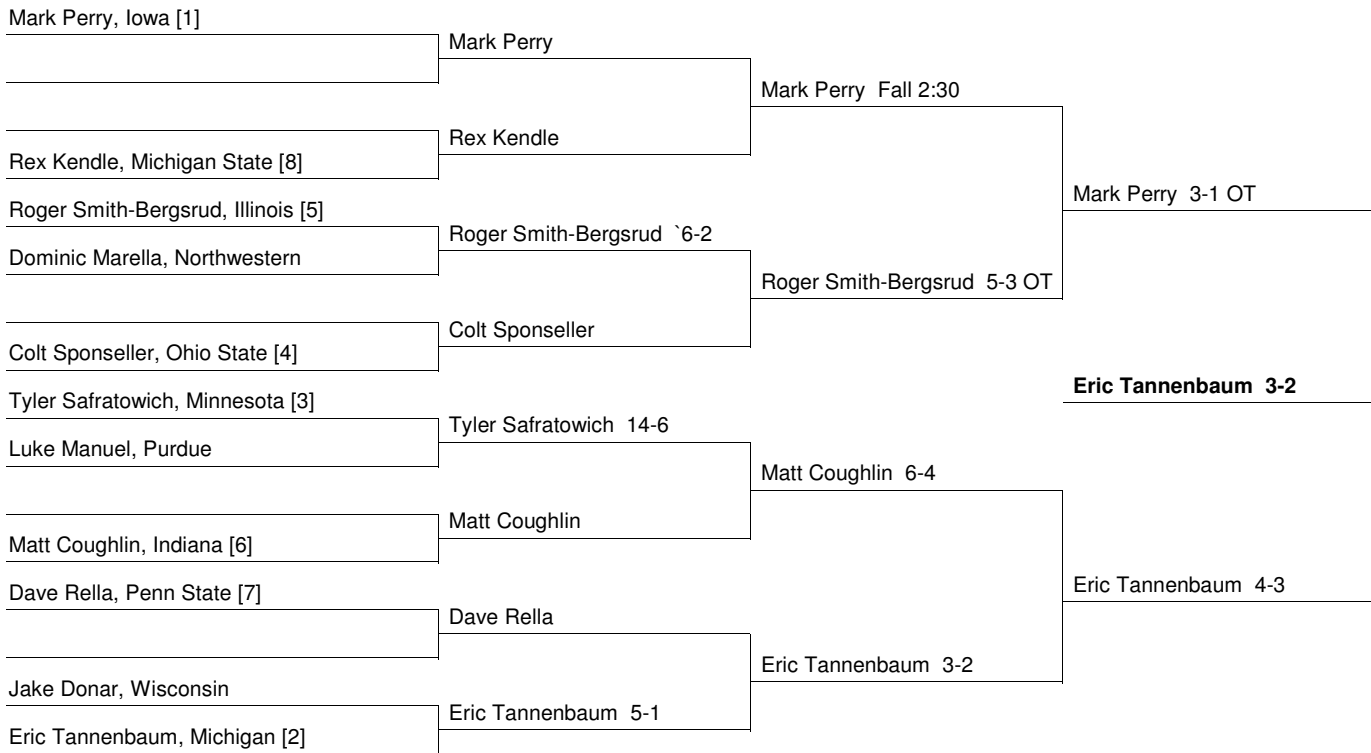 Mark Perry, Iowa [1]
Mark Perry
Mark Perry  Fall 2:30
Rex Kendle
Rex Kendle, Michigan State [8]
Mark Perry  3-1 OT
Roger Smith-Bergsrud, Illinois [5]
Roger Smith-Bergsrud  `6-2
Dominic Marella, Northwestern
Roger Smith-Bergsrud  5-3 OT
Colt Sponseller
Colt Sponseller, Ohio State [4]
Eric Tannenbaum  3-2
Tyler Safratowich, Minnesota [3]
Tyler Safratowich  14-6
Luke Manuel, Purdue
Matt Coughlin  6-4
Matt Coughlin
Matt Coughlin, Indiana [6]
Eric Tannenbaum  4-3
Dave Rella, Penn State [7]
Dave Rella
Eric Tannenbaum  3-2
Jake Donar, Wisconsin
Eric Tannenbaum  5-1
Eric Tannenbaum, Michigan [2]